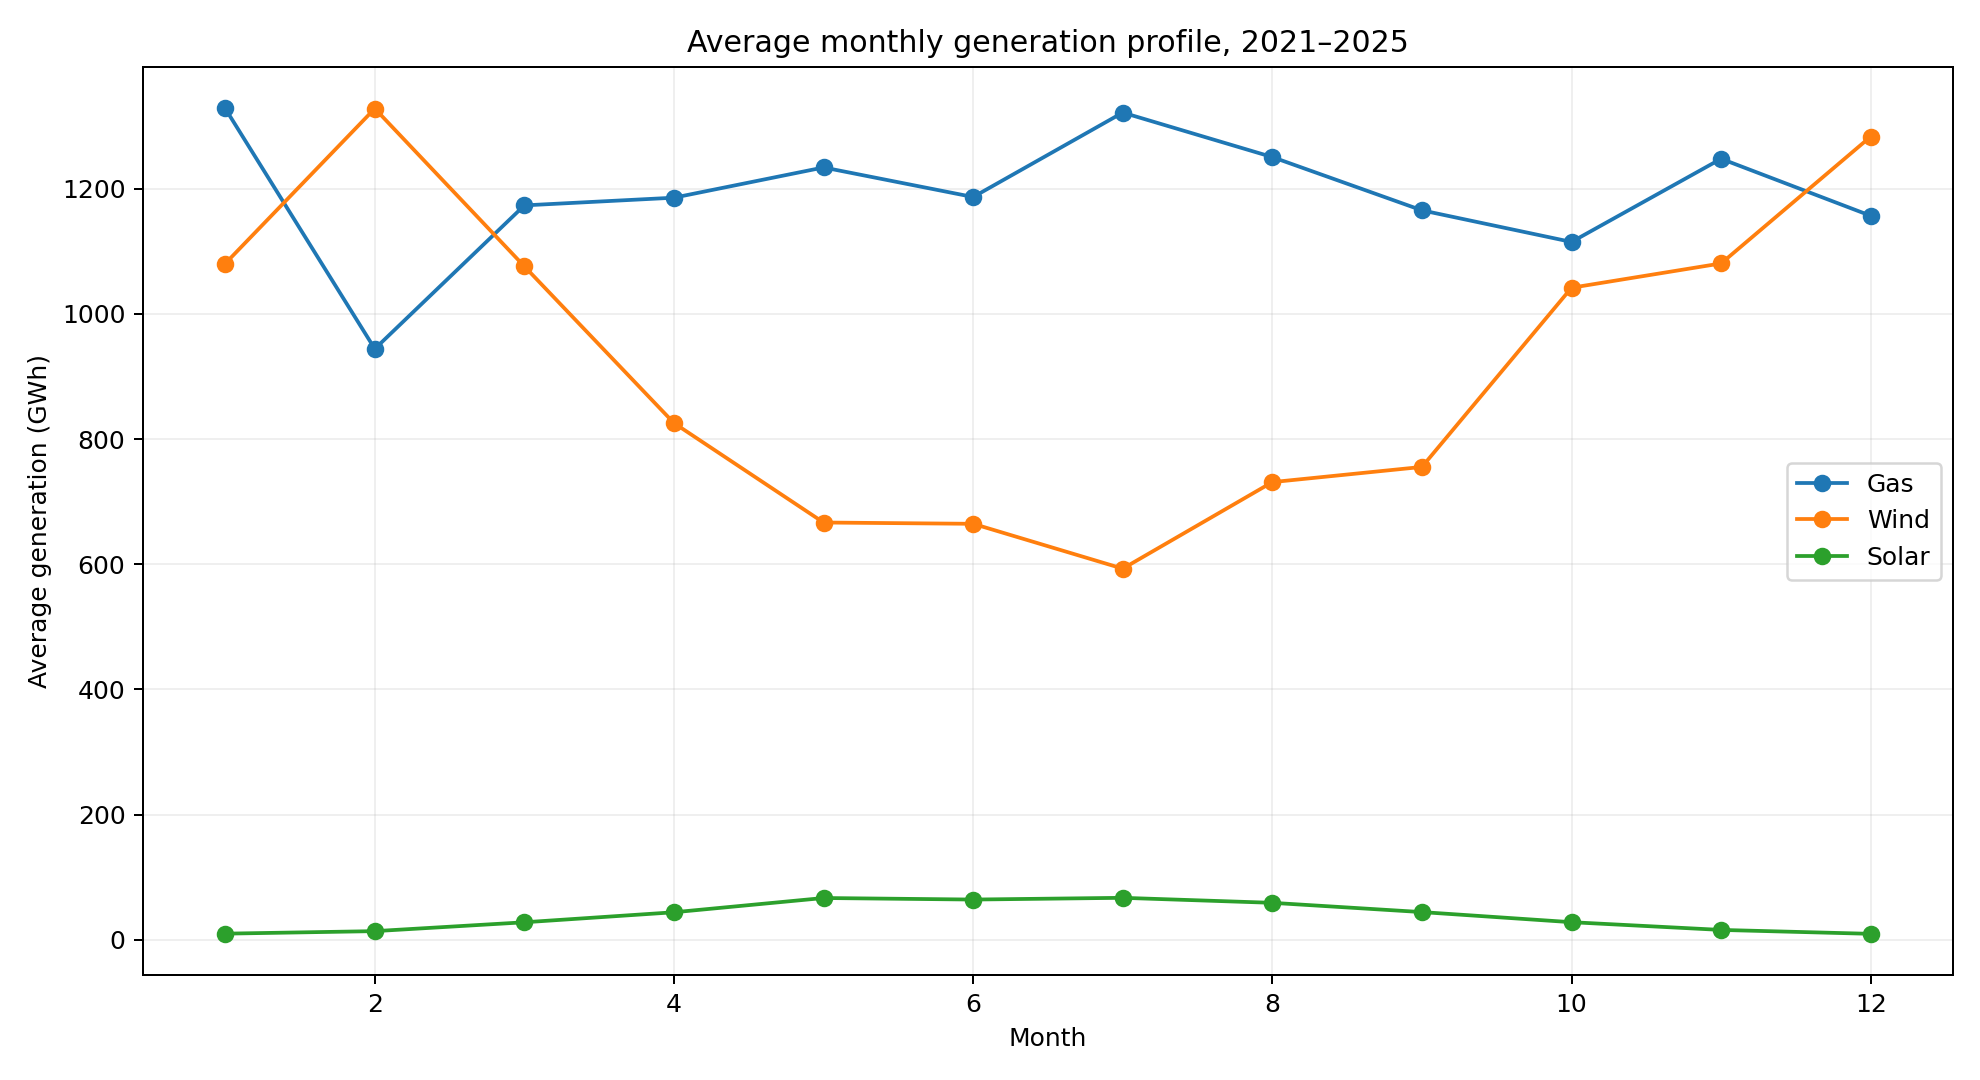 Average monthly generation profile, 2021–2025
Average generation (GWh)
1200
1000
800
600
400
200
0
Gas
Wind
Solar
2 4 6 8 10 12
Month